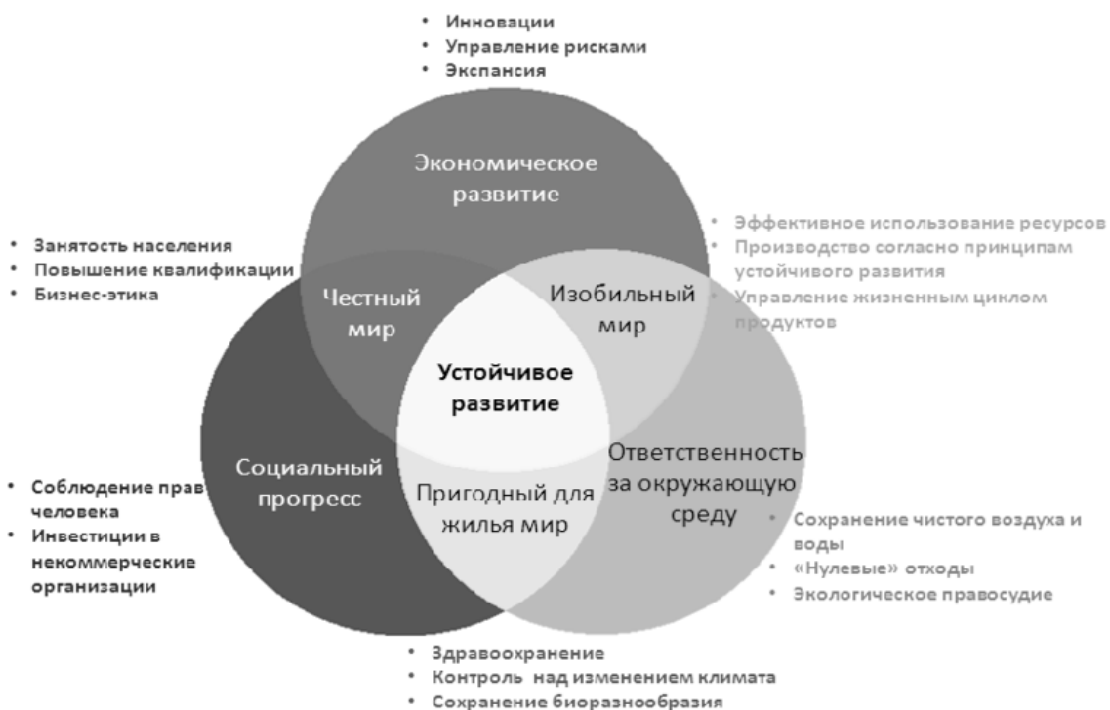 • Инновации
• Управление рисками
• Экспансия
Экономическое
развитие
• Занятость населения
• Повышение квалификации
• Бизнес-этика
• Эффективное использование ресурсов
• Производство согласно принципам
устойчивого развития
• Управление жизненным циклом
продуктов
Честный
мир
Изобильный
мир
Устойчивое
развитие
Социальный
прогресс
Пригодный для
жилья мир
Ответственность
за окружающую
среду
• Соблюдение прав
человека
• Инвестиции в
некоммерческие
организации
• Сохранение чистого воздуха и
воды
• «Нулевые» отходы
• Экологическое правосудие
• Здравоохранение
• Контроль над изменением климата
• Сохранение биоразнообразия